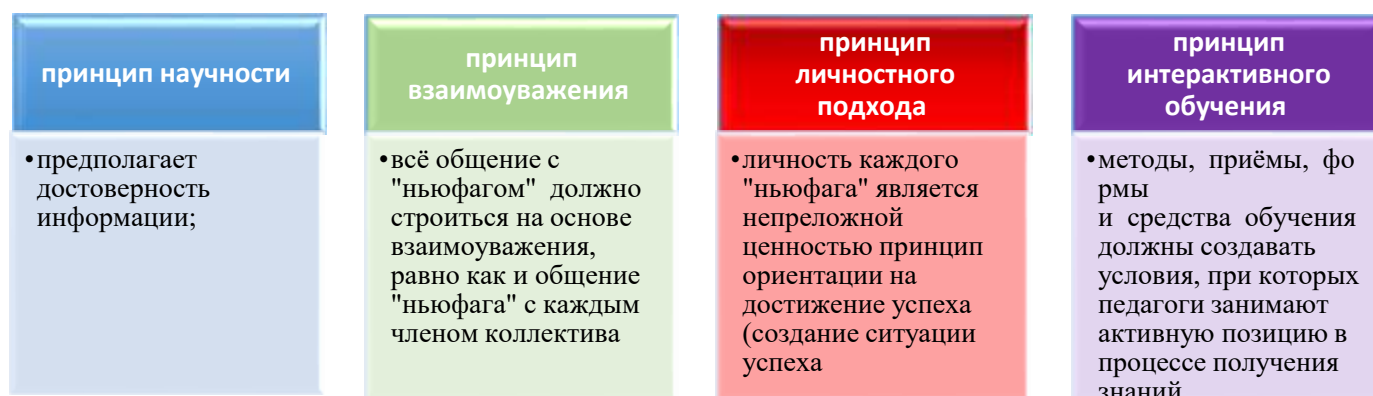 принцип научности
•предполагает
достоверность
информации;
принцип
взаимоуважения
•всё общение с
"ньюфагом" должно
строиться на основе
взаимоуважения,
равно как и общение
"ньюфага" с каждым
членом коллектива
принцип
личностного
подхода
•личность каждого
"ньюфага" является
непреложной
ценностью принцип
ориентации на
достижение успеха
(создание ситуации
успеха
принцип
интерактивного
обучения
•методы, приёмы, фо
рмы
и средства обучения
должны создавать
условия, при которых
педагоги занимают
активную позицию в
процессе получения
знаний